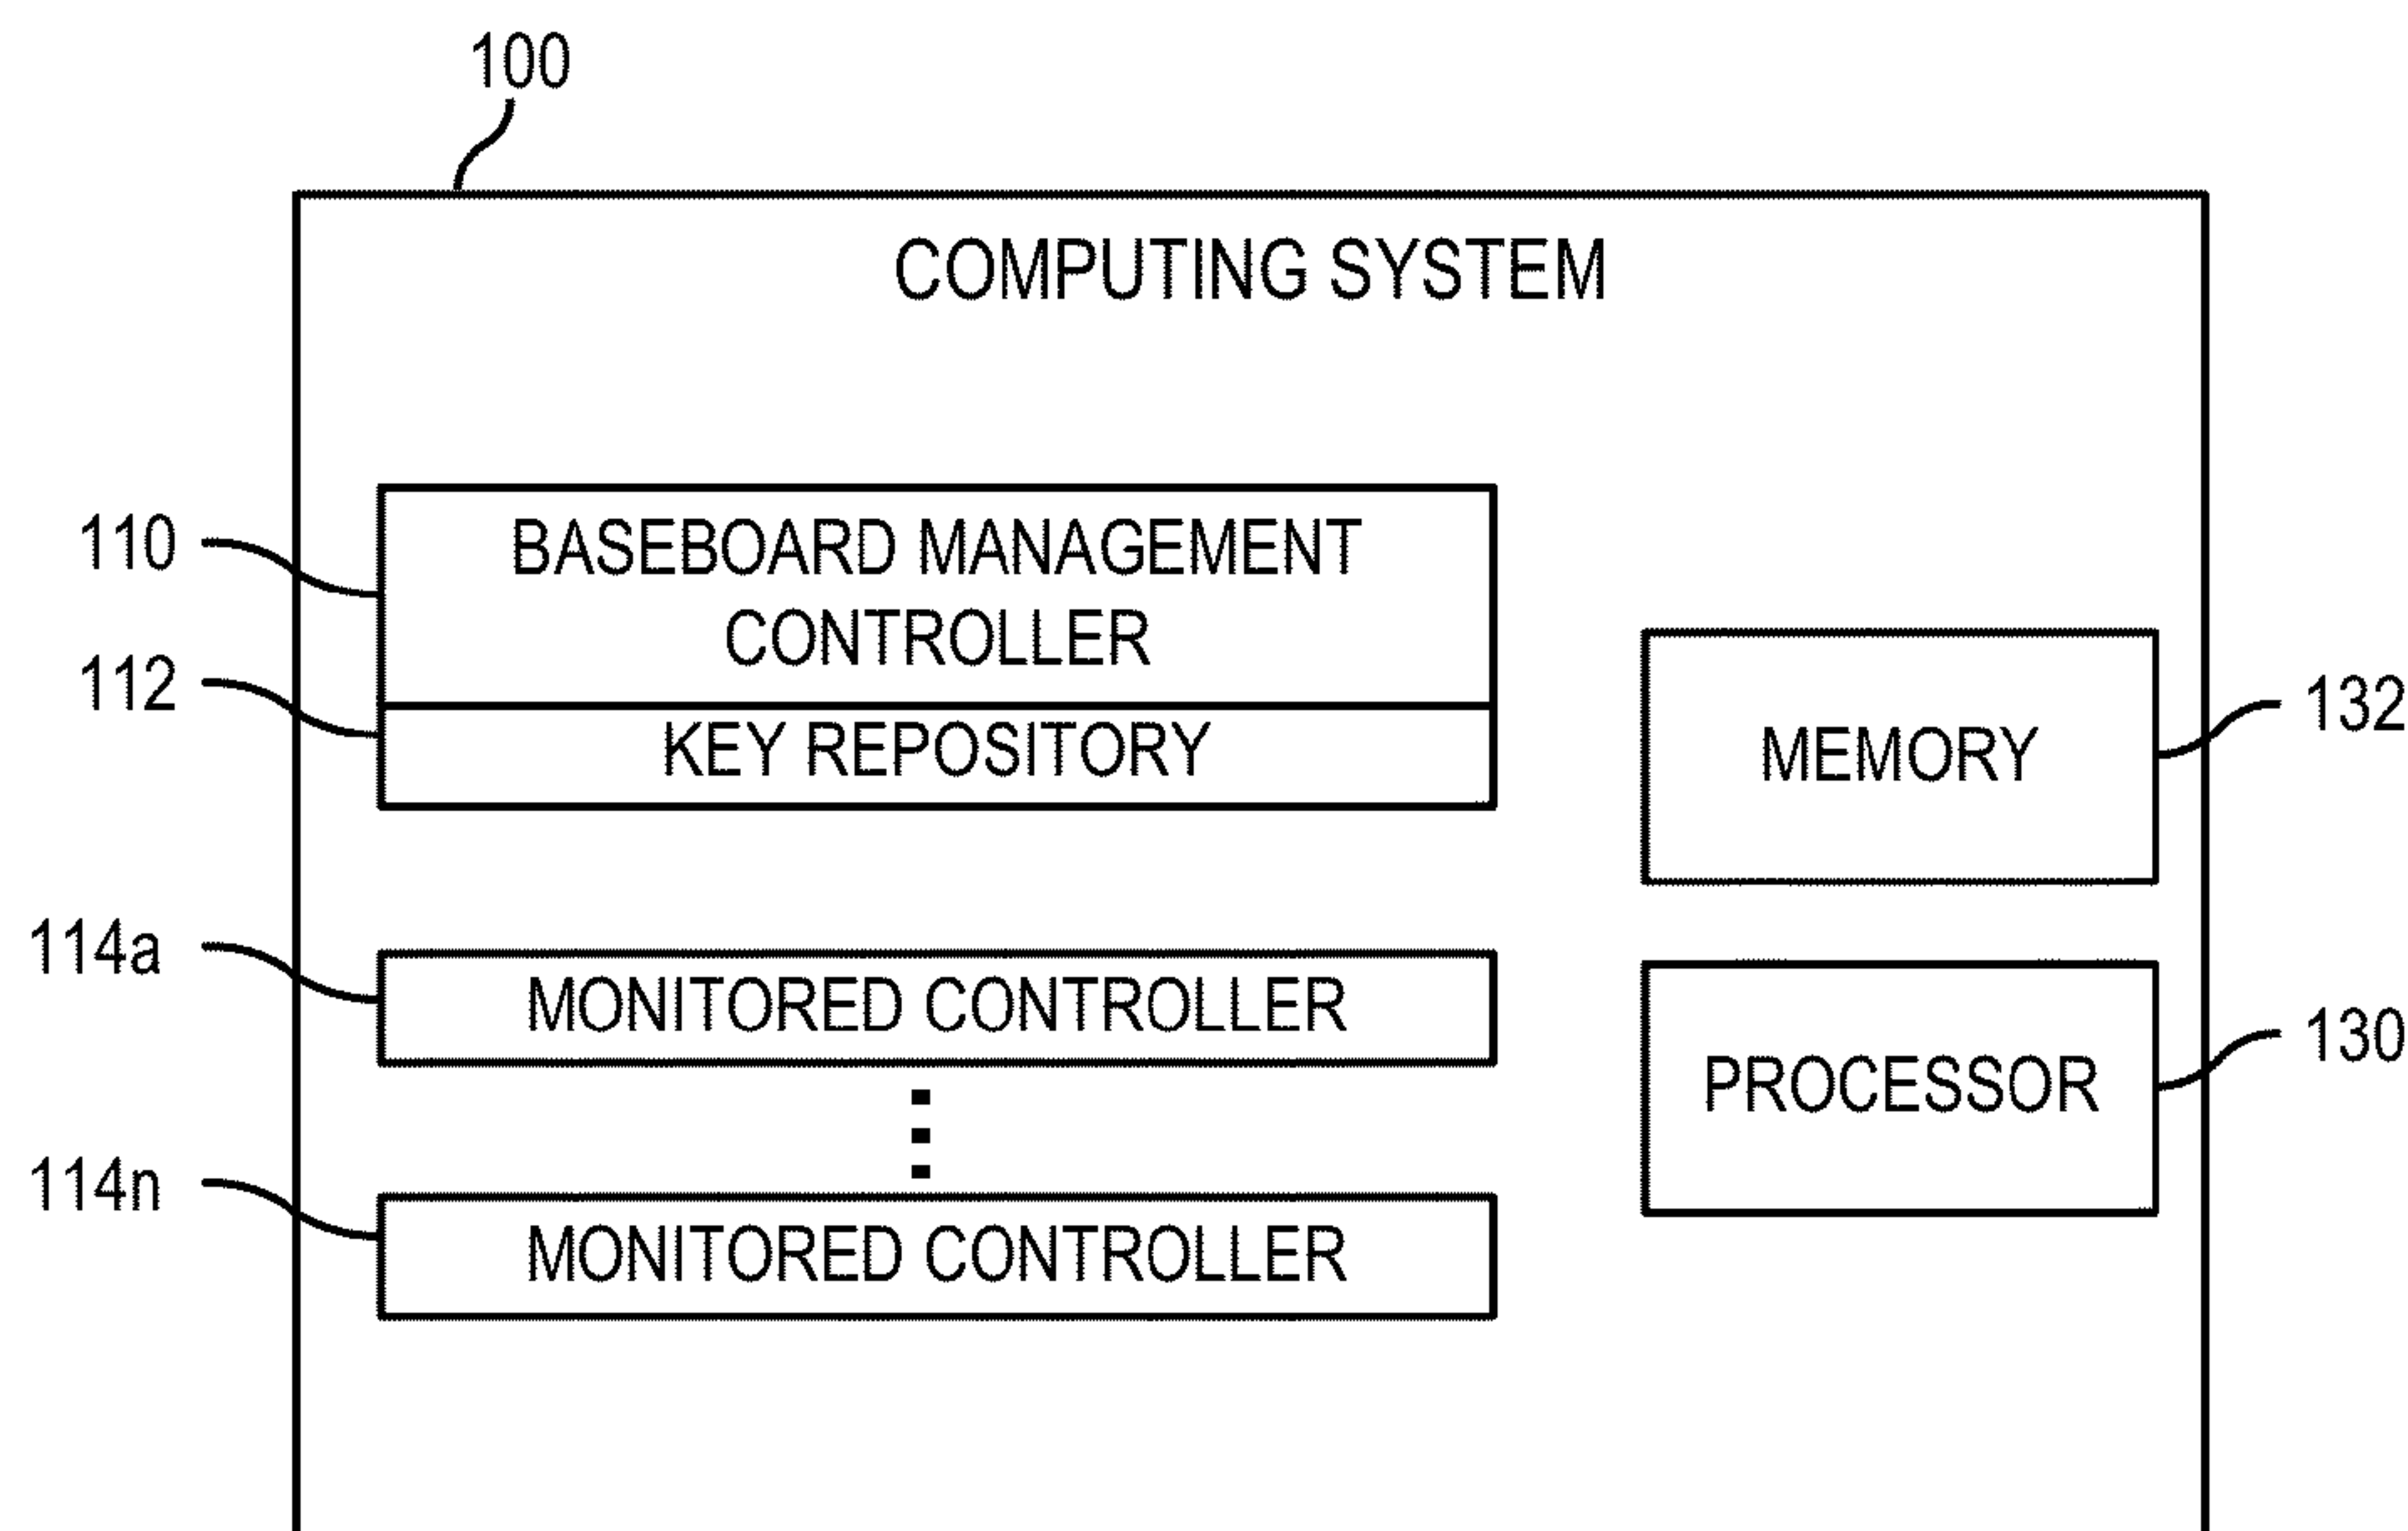 100
COMPUTING SYSTEM
110
BASEBOARD MANAGEMENT
CONTROLLER
112
KEY REPOSITORY
MEMORY
132
114a
MONITORED CONTROLLER
PROCESSOR
130
114n
MONITORED CONTROLLER